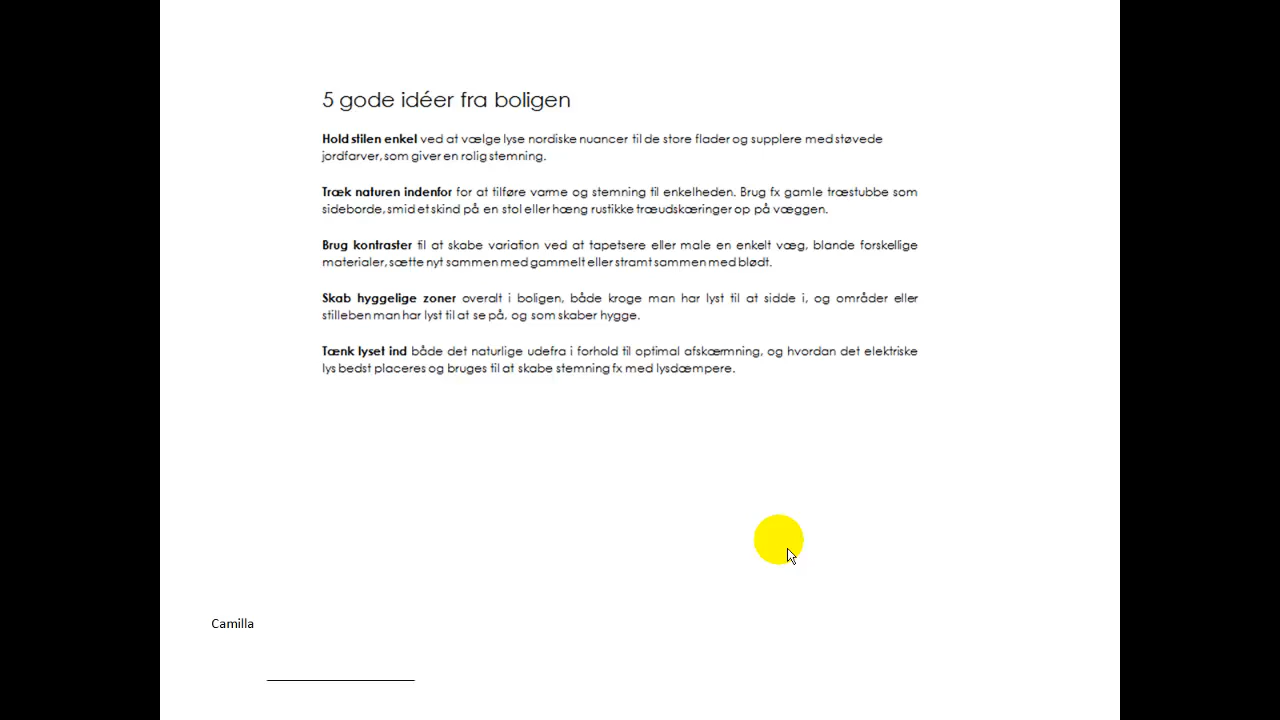 5 gode idéer fra boligen
Hold stilen enkel ved at vælge lyse nordiske nuancer til de store flader og supplere med støvede
jordfarver, som giver en rolig stemning.
Træk naturen indenfor for at tilføre varme og stemning til enkelheden. Brug fx gamle træstubbe som
sideborde, smid et skind på en stol eller hæng rustikke træudskæringer op på væggen.
Brug kontraster til at skabe variation ved at tapetsere eller male en enkelt væg, blande forskellige
materialer, sætte nyt sammen med gammelt eller stramt sammen med blødt.
Skab hyggelige zoner overalt i boligen, både kroge man har lyst til at sidde i, og områder eller
stilleben man har lyst til at se på, og som skaber hygge.
Tænk lyset ind både det naturlige udefra i forhold til optimal afskærmning, og hvordan det elektriske
lys bedst placeres og bruges til at skabe stemning fx med lysdæmpere.
Camilla